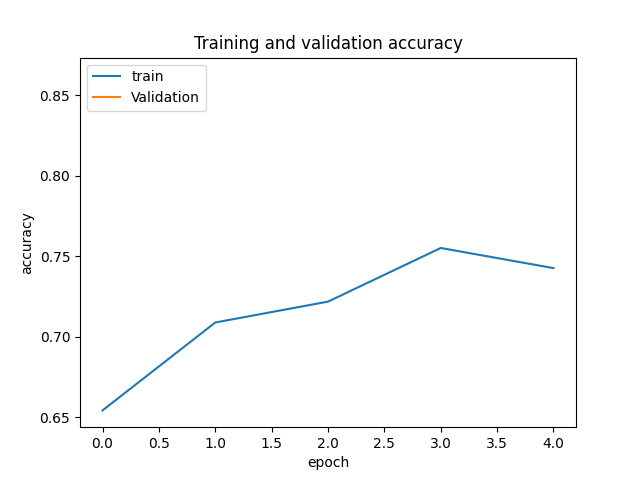 Training and validation accuracy
train
Validation
0.85
0.80
0.75
0.70
0.65
accuracy
0.0 0.5 1.0 1.5 2.0 2.5 3.0 3.5 4.0
epoch